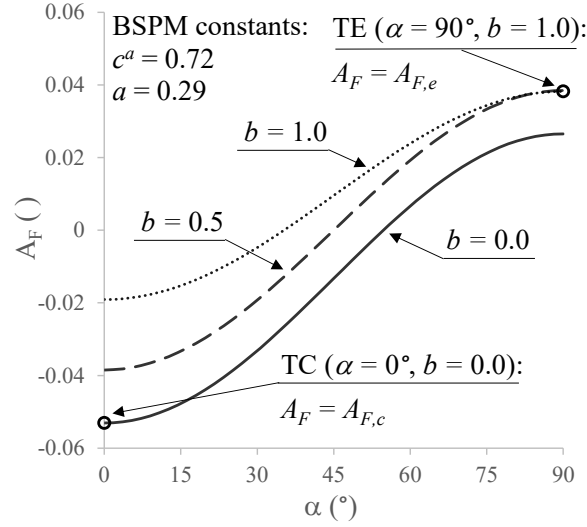 BSPM constants:
cᵃ = 0.72
a = 0.29
TE (α = 90°, b = 1.0):
A_F = A_F,e
b = 1.0
b = 0.5
b = 0.0
TC (α = 0°, b = 0.0):
A_F = A_F,c
0.06
0.04
0.02
0
-0.02
-0.04
-0.06
A_F ( )
0
15
30
45
60
75
90
α (°)